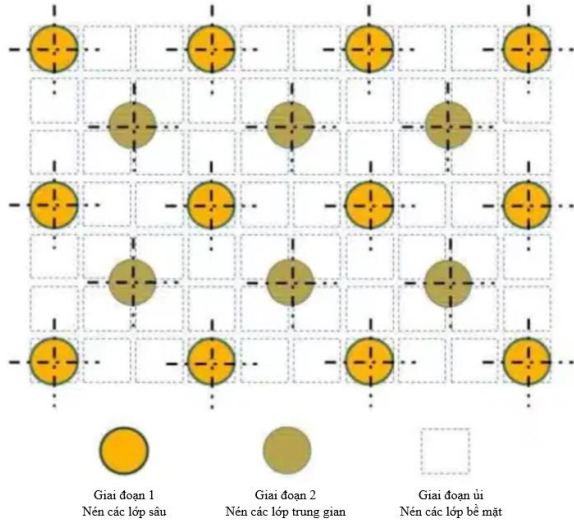 Giai đoạn 1
Nén các lớp sâu
Giai đoạn 2
Nén các lớp trung gian
Giai đoạn ủi
Nén các lớp bề mặt